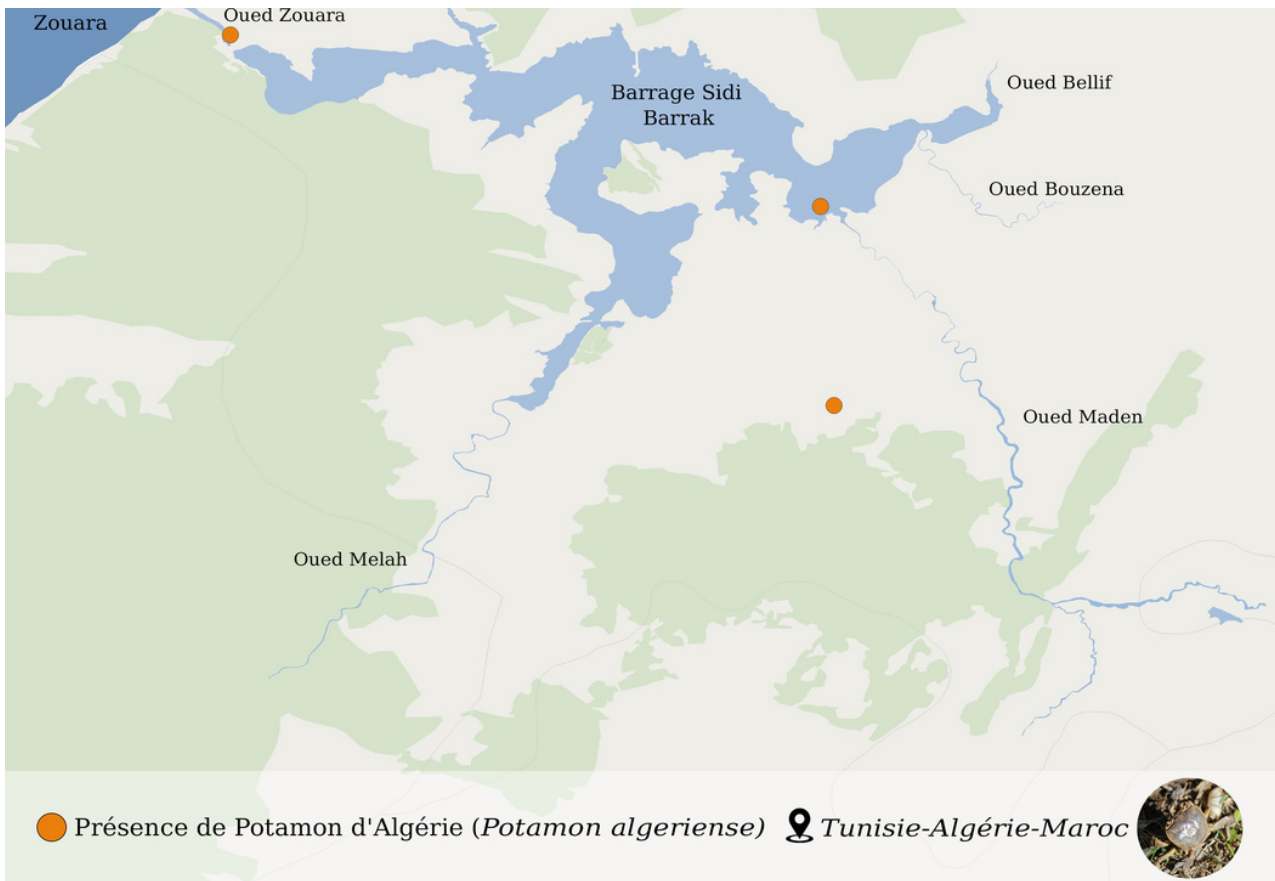 Zouara
Oued Zouara
Oued Bellif
Barrage Sidi
Barrak
Oued Bouzena
Oued Maden
Oued Melah
Présence de Potamon d'Algérie (Potamon algeriense)
Tunisie-Algérie-Maroc